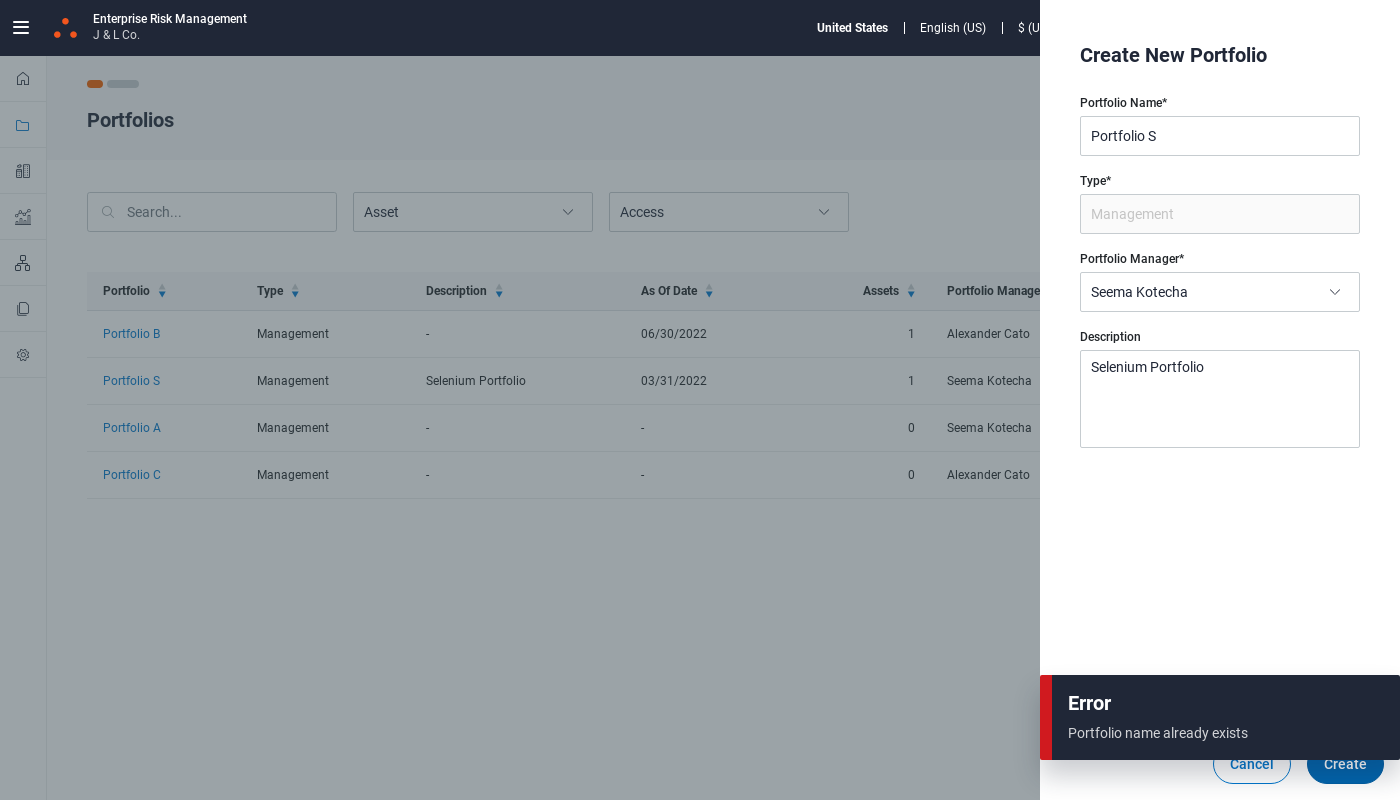 Enterprise Risk Management
J & L Co.
United States
English (US)
$ (U
Portfolios
Search...
Asset
Access
Portfolio Type Description As Of Date Assets Portfolio Manage
Portfolio B Management - 06/30/2022 1 Alexander Cato
Portfolio S Management Selenium Portfolio 03/31/2022 1 Seema Kotecha
Portfolio A Management - - 0 Seema Kotecha
Portfolio C Management - - 0 Alexander Cato
Create New Portfolio
Portfolio Name*
Portfolio S
Type*
Management
Portfolio Manager*
Seema Kotecha
Description
Selenium Portfolio
Error
Portfolio name already exists
Cancel
Create